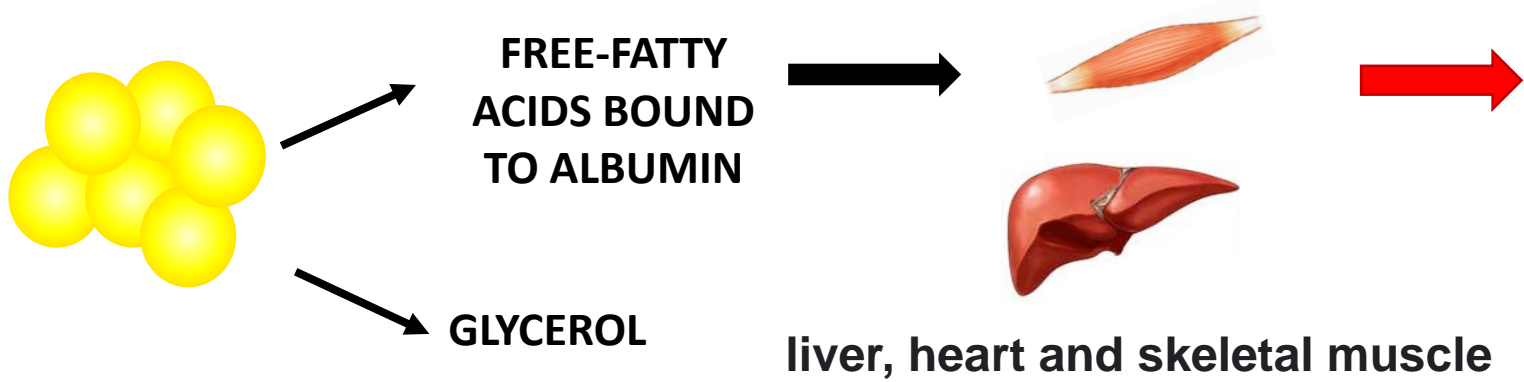 FREE-FATTY
ACIDS BOUND
TO ALBUMIN
GLYCEROL
liver, heart and skeletal muscle